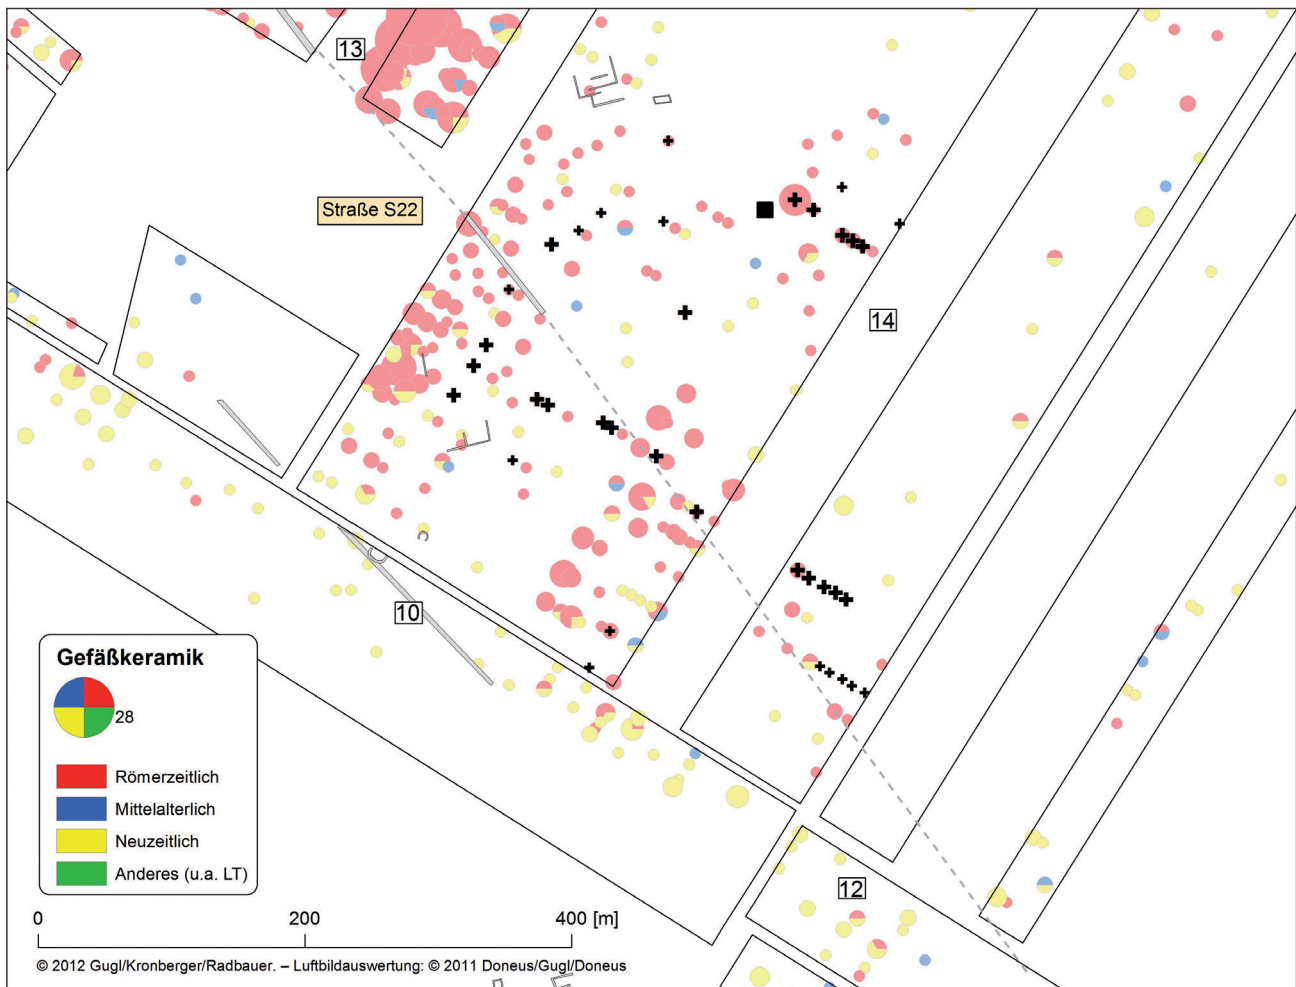 13
Straße S22
14
10
Gefäßkeramik
28
Römerzeitlich
Mittelalterlich
Neuzeitlich
Anderes (u.a. LT)
12
0 200 400 [m]
© 2012 Gugl/Kronberger/Radbauer. – Luftbildauswertung: © 2011 Doneus/Gugl/Doneus